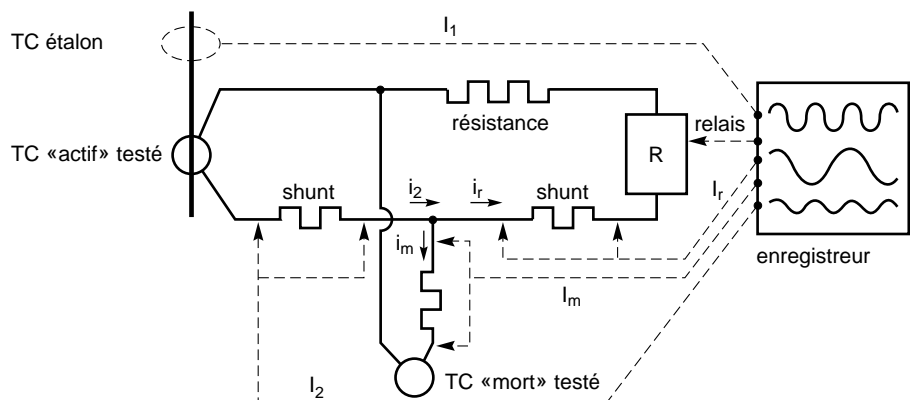 TC étalon
I1
TC «actif» testé
résistance
R
relais
shunt
i2
ir
shunt
Ir
im
Im
enregistreur
TC «mort» testé
I2